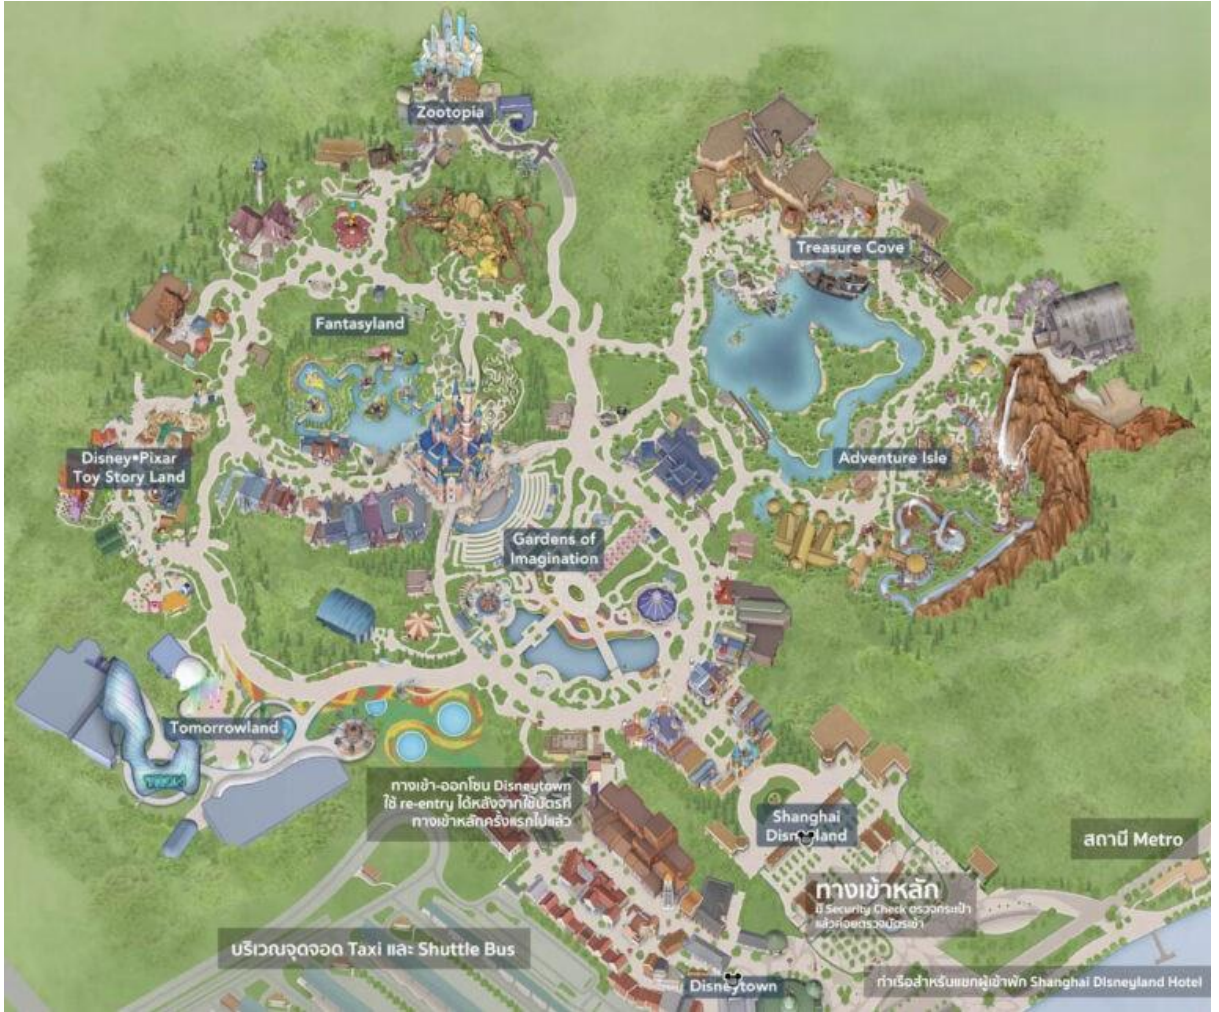 Zootopia
Treasure Cove
Fantasyland
Disney•Pixar
Toy Story Land
Adventure Isle
Gardens of
Imagination
Tomorrowland
TRON
ทางเข้า-ออกโซน Disneytown
ใช้ re-entry ได้หลังจากใช้บัตรที่
ทางเข้าหลักครั้งแรกไปแล้ว
Shanghai
Disneyland
สถานี Metro
ทางเข้าหลัก
มี Security Check ตรวจกระเป๋า
แล้วค่อยตรวจบัตรเข้า
บริเวณจุดจอด Taxi และ Shuttle Bus
ท่าเรือสำหรับแขกผู้เข้าพัก Shanghai Disneyland Hotel
Disneytown